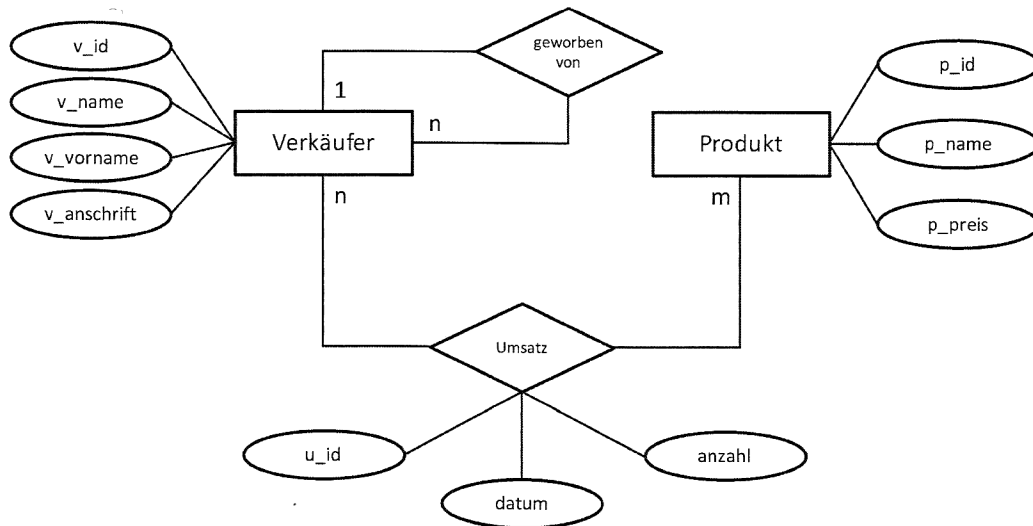 v_id
v_name
v_vorname
v_anschrift
1
Verkäufer
n
n
geworben
von
Produkt
m
p_id
p_name
p_preis
Umsatz
u_id
datum
anzahl